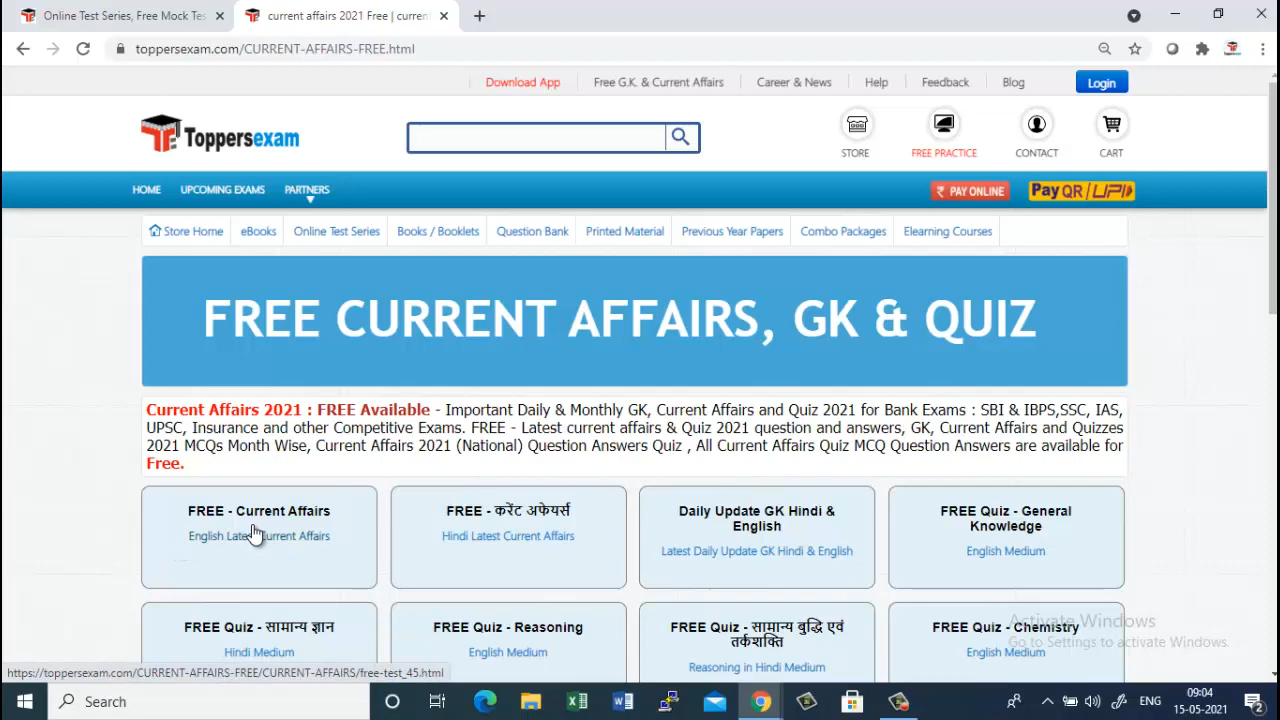 Online Test Series, Free Mock Tes
current affairs 2021 Free | curren
toppersexam.com/CURRENT-AFFAIRS-FREE.html
Download App
Free G.K. & Current Affairs
Career & News
Help
Feedback
Blog
Login
Toppersexam
STORE
FREE PRACTICE
CONTACT
CART
HOME
UPCOMING EXAMS
PARTNERS
₹ PAY ONLINE
Pay QR / UPI
Store Home
eBooks
Online Test Series
Books / Booklets
Question Bank
Printed Material
Previous Year Papers
Combo Packages
Elearning Courses
FREE CURRENT AFFAIRS, GK & QUIZ
Current Affairs 2021 : FREE Available - Important Daily & Monthly GK, Current Affairs and Quiz 2021 for Bank Exams : SBI & IBPS,SSC, IAS,
UPSC, Insurance and other Competitive Exams. FREE - Latest current affairs & Quiz 2021 question and answers, GK, Current Affairs and Quizzes
2021 MCQs Month Wise, Current Affairs 2021 (National) Question Answers Quiz , All Current Affairs Quiz MCQ Question Answers are available for
Free.
FREE - Current Affairs
English Latest Current Affairs
FREE - करेंट अफेयर्स
Hindi Latest Current Affairs
Daily Update GK Hindi &
English
Latest Daily Update GK Hindi & English
FREE Quiz - General
Knowledge
English Medium
FREE Quiz - सामान्य ज्ञान
Hindi Medium
FREE Quiz - Reasoning
English Medium
FREE Quiz - सामान्य बुद्धि एवं
तर्कशक्ति
Reasoning in Hindi Medium
FREE Quiz - Chemistry
English Medium
Activate Windows
Go to Settings to activate Windows.
https://toppersexam.com/CURRENT-AFFAIRS-FREE/CURRENT-AFFAIRS/free-test_45.html
Search
ENG
09:04
15-05-2021
2